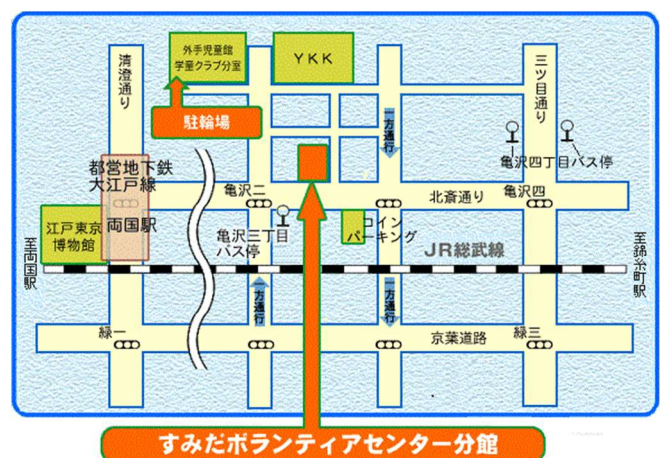 清澄通り
外手児童館
学童クラブ分室
YKK
三ツ目通り
駐輪場
一方通行
亀沢四丁目バス停
都営地下鉄
大江戸線
亀沢二
北斎通り
亀沢四
江戸東京
博物館
両国駅
亀沢三丁目
バス停
コイン
パーキング
至両国駅
JR総武線
至錦糸町駅
一方通行
一方通行
緑一
京葉道路
緑三
すみだボランティアセンター分館